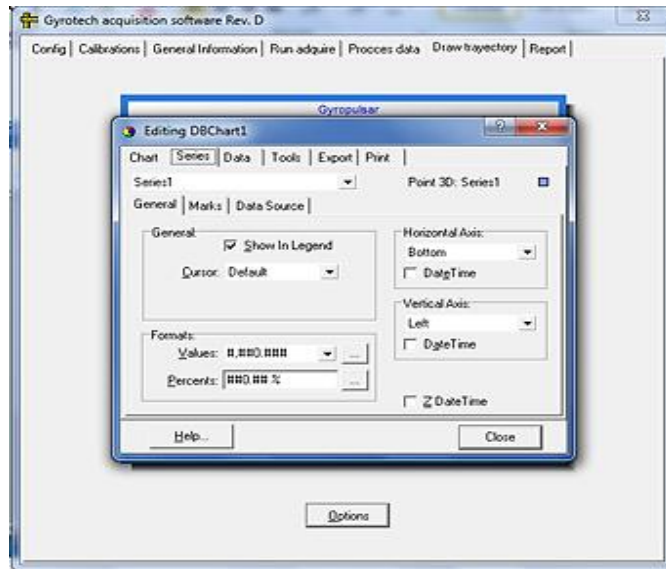 Gyrotech acquisition software Rev. D
Config | Calibrations | General Information | Run adquire | Procces data | Draw trayectory | Report |
Gyropulsar
Editing DBChart1
Chart | Series | Data | Tools | Export | Print |
Series1
Point 3D: Series1
General | Marks | Data Source |
General:
Show In Legend
Cursor: Default
Formats:
Values: #,##0.###
...
Percents: ##0.## %
...
Horizontal Axis:
Bottom
DateTime
Vertical Axis:
Left
DateTime
Z DateTime
Help...
Close
Options